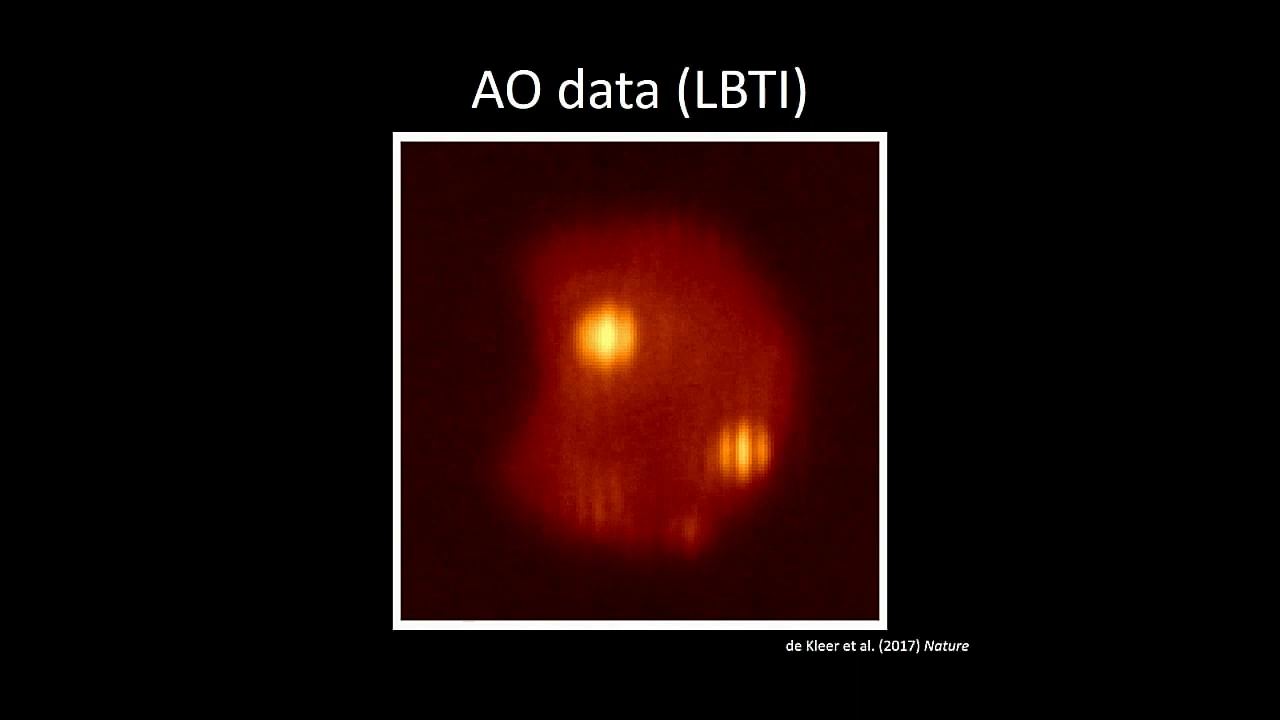 AO data (LBTI)
de Kleer et al. (2017) Nature